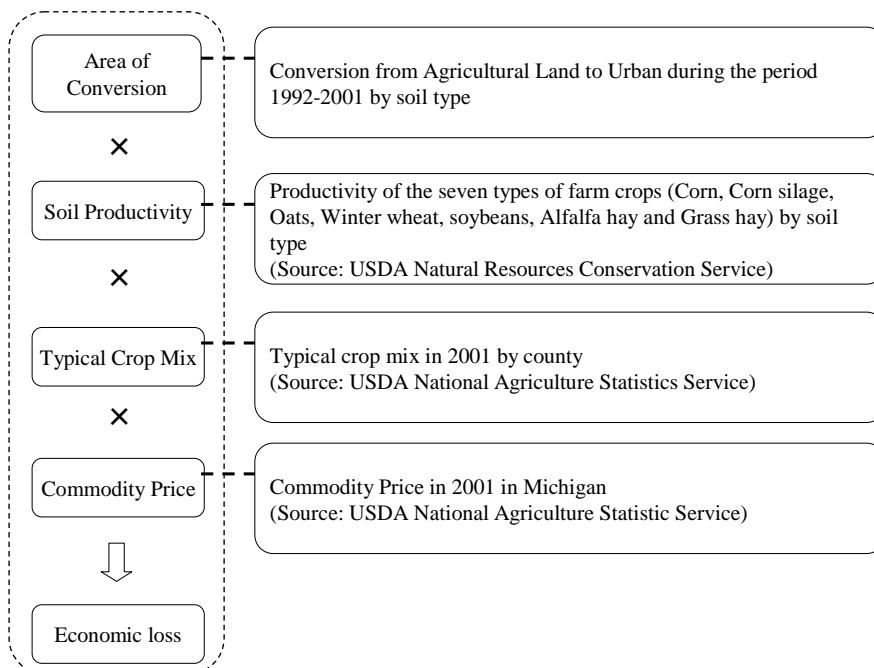 Area of
Conversion
Conversion from Agricultural Land to Urban during the period
1992-2001 by soil type
×
Soil Productivity
Productivity of the seven types of farm crops (Corn, Corn silage,
Oats, Winter wheat, soybeans, Alfalfa hay and Grass hay) by soil
type
(Source: USDA Natural Resources Conservation Service)
×
Typical Crop Mix
Typical crop mix in 2001 by county
(Source: USDA National Agriculture Statistics Service)
×
Commodity Price
Commodity Price in 2001 in Michigan
(Source: USDA National Agriculture Statistic Service)
Economic loss